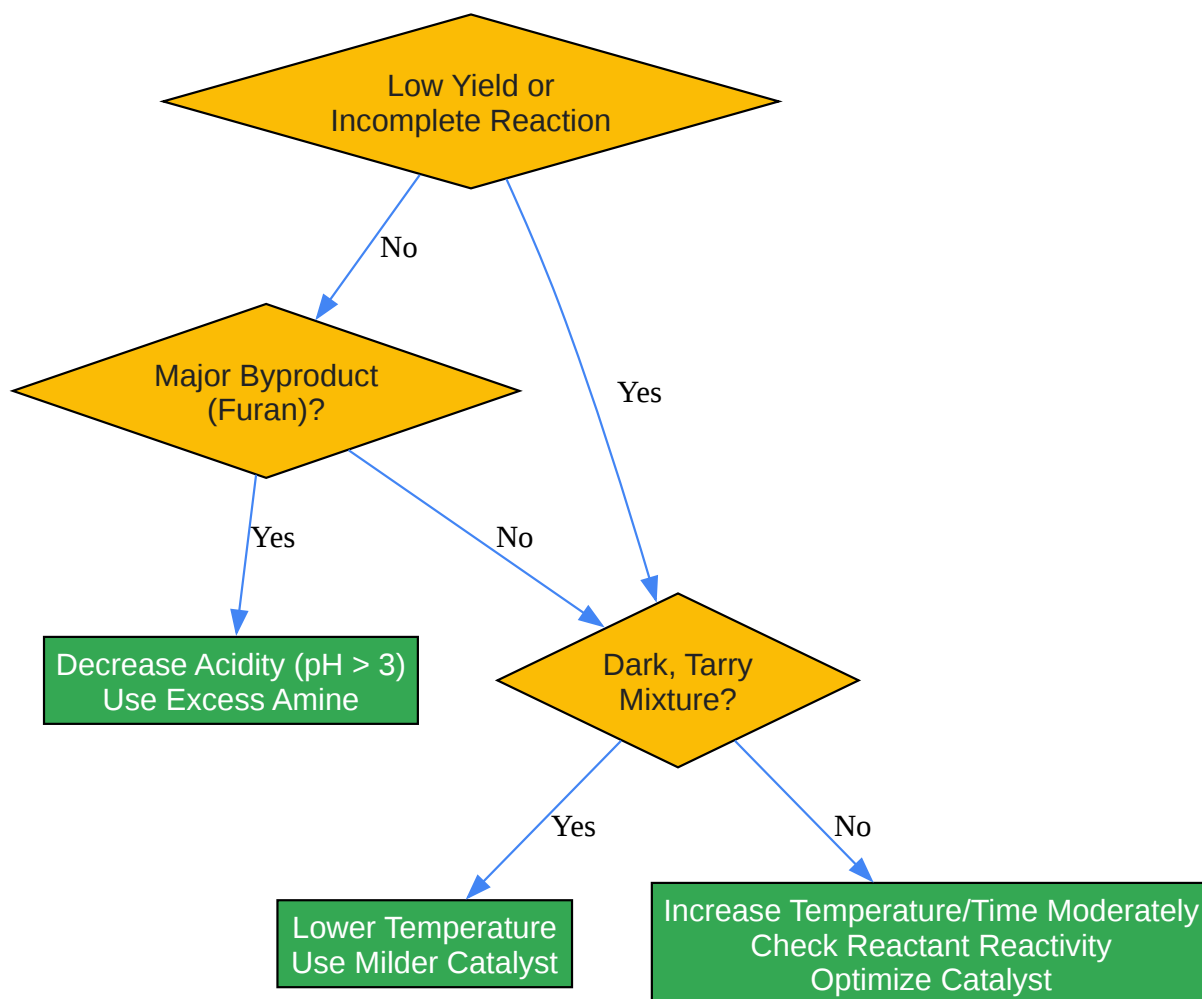 Low Yield or
Incomplete Reaction
No
Yes
Major Byproduct
(Furan)?
Yes
No
Decrease Acidity (pH > 3)
Use Excess Amine
Dark, Tarry
Mixture?
Yes
No
Lower Temperature
Use Milder Catalyst
Increase Temperature/Time Moderately
Check Reactant Reactivity
Optimize Catalyst